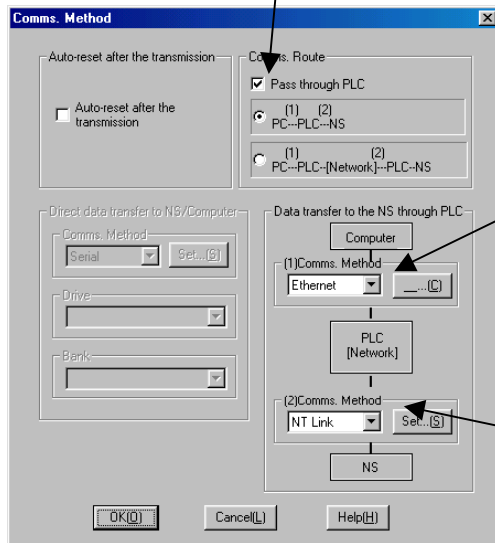 Comms. Method
Auto-reset after the transmission
Auto-reset after the
transmission
Comms. Route
Pass through PLC
(1) (2)
PC---PLC---NS
(1) (2)
PC---PLC--[Network]---PLC--NS
Direct data transfer to NS/Computer
Comms. Method
Serial
Set...(S)
Drive
Bank
Data transfer to the NS through PLC
Computer
(1)Comms. Method
Ethernet
__...(C)
PLC
[Network]
(2)Comms. Method
NT Link
Set...(S)
NS
OK(O)
Cancel(L)
Help(H)